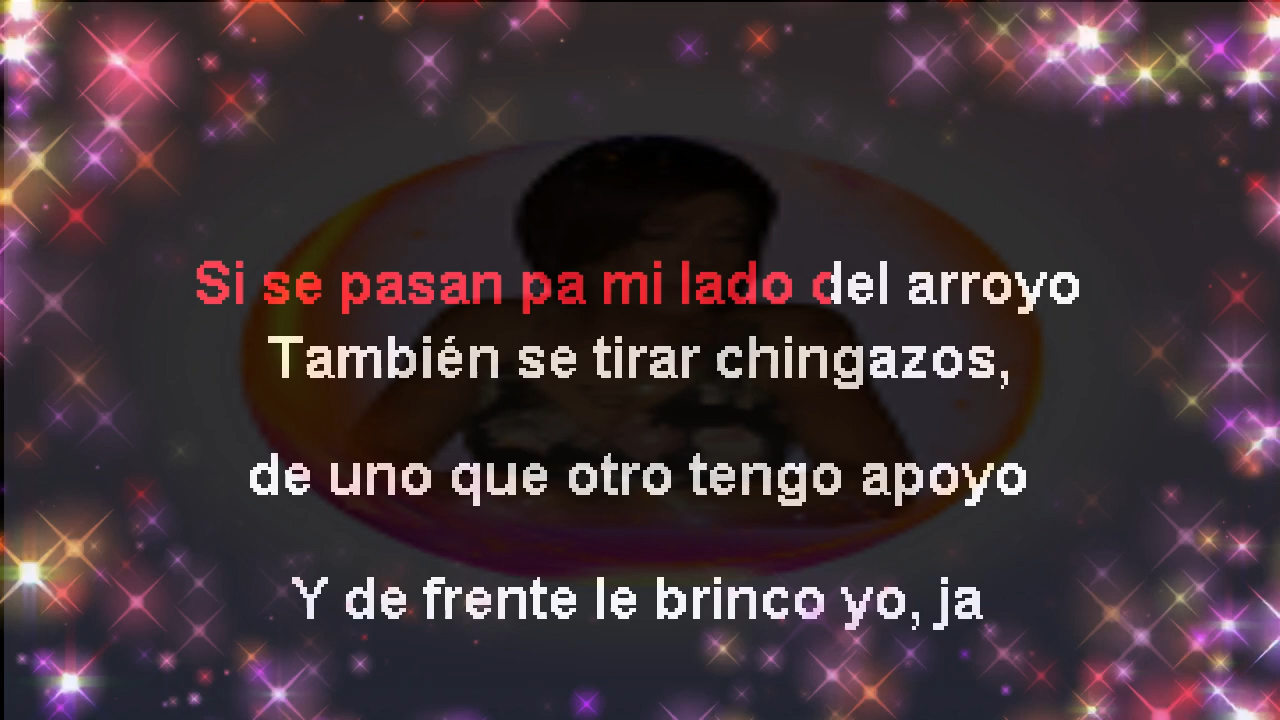 Si se pasan pa mi lado del arroyo
También se tirar chingazos,
de uno que otro tengo apoyo
Y de frente le brinco yo, ja